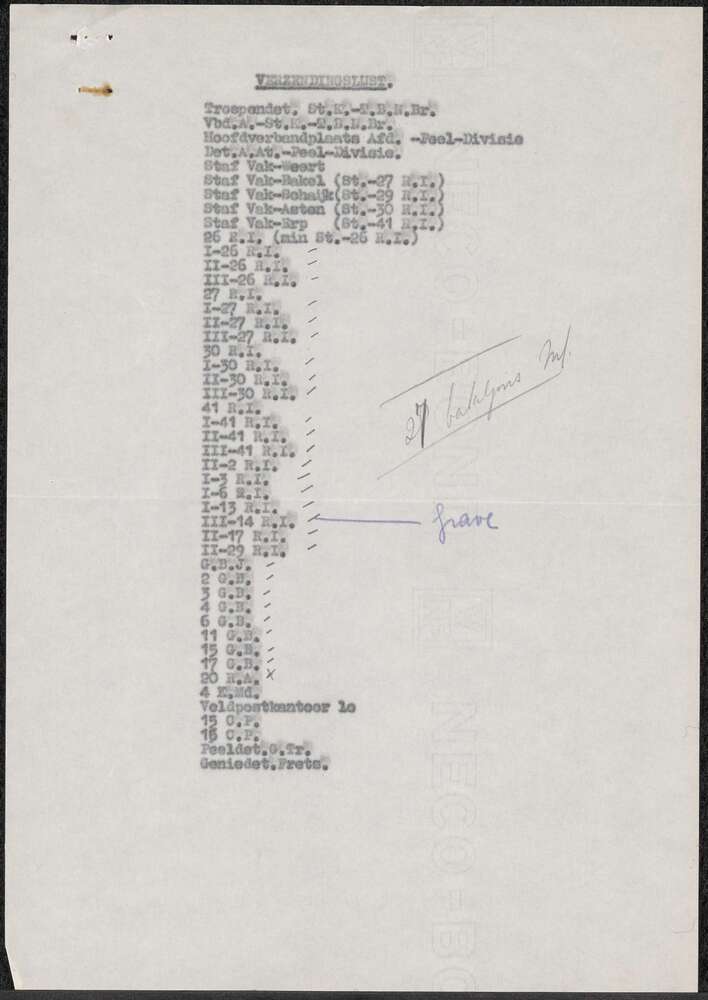 VERZENDINGSLIJST.
Trospendet. St.K.-T.B.N.Br.
Vbd.A.-St.K.-T.B.N.Br.
Hoofdverbandplaats Afd. -Peel-Divisie
Det.A.At.-Peel-Divisie.
Staf Vak-Weert
Staf Vak-Bakel (St.-27 R.I.)
Staf Vak-Schaijk(St.-29 R.I.)
Staf Vak-Asten (St.-30 R.I.)
Staf Vak-Erp (St.-41 R.I.)
26 R.I. (min St.-26 R.I.)
I-26 R.I.
II-26 R.I.
III-26 R.I.
27 R.I.
I-27 R.I.
II-27 R.I.
III-27 R.I.
30 R.I.
I-30 R.I.
II-30 R.I.
III-30 R.I.
41 R.I.
I-41 R.I.
II-41 R.I.
III-41 R.I.
II-2 R.I.
I-3 R.I.
I-6 R.I.
I-13 R.I.
III-14 R.I.
II-17 R.I.
II-29 R.I.
G.B.J.
2 G.B.
3 G.B.
4 G.B.
6 G.B.
11 G.B.
15 G.B.
17 G.B.
20 R.A. x
4 E.Md.
Veldpostkantoor 10
15 C.P.
16 C.P.
Peeldet.G.Tr.
Geniedet.Frets.
27 bataljons Inf.
Grave
NECO-BO